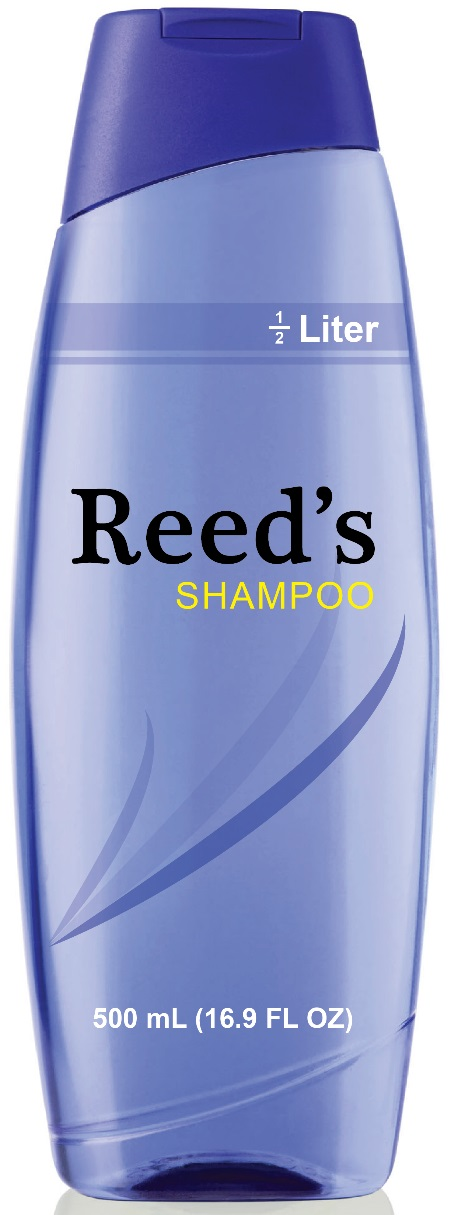 ½ Liter
Reed’s
SHAMPOO
500 mL (16.9 FL OZ)